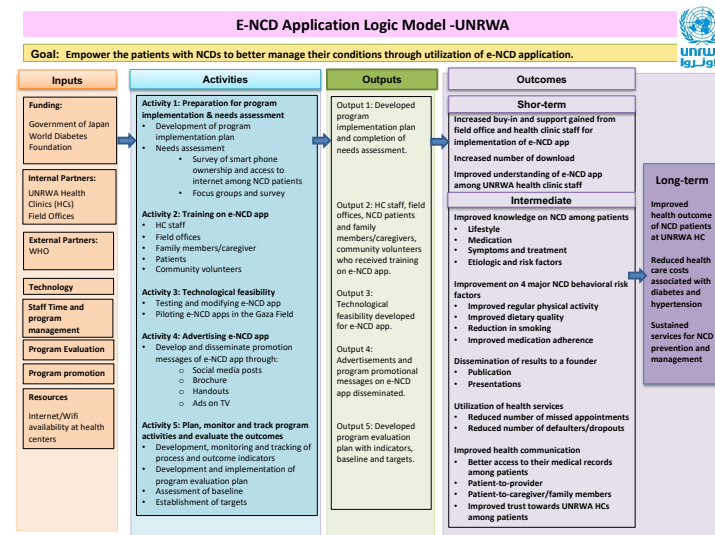 E-NCD Application Logic Model -UNRWA
unrwa
الأونروا
Goal: Empower the patients with NCDs to better manage their conditions through utilization of e-NCD application.
Inputs
Funding:
Government of Japan
World Diabetes
Foundation
Internal Partners:
UNRWA Health
Clinics (HCs)
Field Offices
External Partners:
WHO
Technology
Staff Time and
program
management
Program Evaluation
Program promotion
Resources
Internet/Wifi
availability at health
centers
Activities
Activity 1: Preparation for program
implementation & needs assessment
• Development of program
implementation plan
• Needs assessment
• Survey of smart phone
ownership and access to
internet among NCD patients
• Focus groups and survey
Activity 2: Training on e-NCD app
• HC staff
• Field offices
• Family members/caregiver
• Patients
• Community volunteers
Activity 3: Technological feasibility
• Testing and modifying e-NCD app
• Piloting eNCD apps in the Gaza Field
Activity 4: Advertising eNCD app
• Develop and disseminate promotion
messages of e-NCD app through:
o Social media posts
o Brochure
o Handouts
o Ads on TV
Activity 5: Plan, monitor and track program
activities and evaluate the outcomes
• Development, monitoring and tracking of
process and outcome indicators
• Development and implementation of
program evaluation plan
• Assessment of baseline
• Establishment of targets
Outputs
Output 1: Developed
program
implementation plan
and completion of
needs assessment.
Output 2: HC staff, field
offices, NCD patients
and family
members/caregivers,
community volunteers
who received training
on e-NCD app.
Output 3:
Technological
feasibility developed
for e-NCD app.
Output 4:
Advertisements and
program promotional
messages on e-NCD
app disseminated.
Output 5: Developed
program evaluation
plan with indicators,
baseline and targets.
Outcomes
Short-term
Increased buy-in and support gained from
field office and health clinic staff for
implementation of e-NCD app
Increased number of download
Improved understanding of e-NCD app
among UNRWA health clinic staff
Intermediate
Improved knowledge on NCD among patients
• Lifestyle
• Medication
• Symptoms and treatment
• Etiologic and risk factors
Improvement on 4 major NCD behavioral risk
factors
• Improved regular physical activity
• Improved dietary quality
• Reduction in smoking
• Improved medication adherence
Dissemination of results to a founder
• Publication
• Presentations
Utilization of health services
• Reduced number of missed appointments
• Reduced number of defaulters/dropouts
Improved health communication
• Better access to their medical records
among patients
• Patient-to-provider
• Patient-to-caregiver/family members
• Improved trust towards UNRWA HCs
among patients
Long-term
Improved
health outcome
of NCD patients
at UNRWA HC
Reduced health
care costs
associated with
diabetes and
hypertension
Sustained
services for NCD
prevention and
management